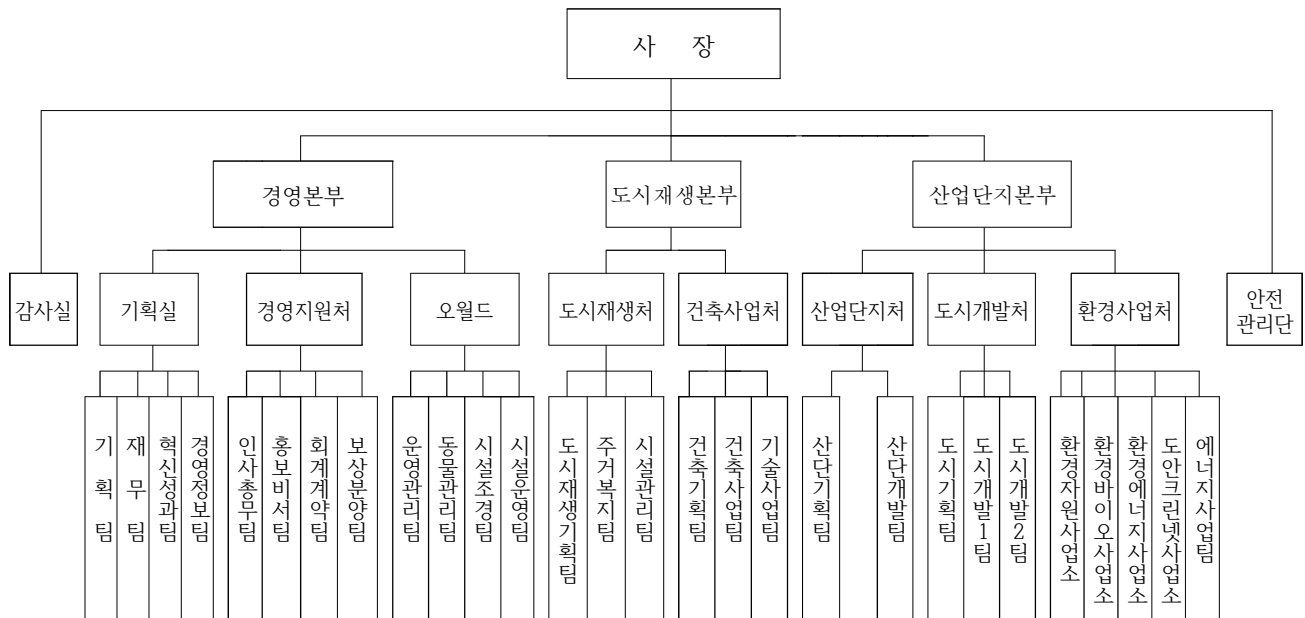 사 장
경영본부
도시재생본부
산업단지본부
감사실
기획실
경영지원처
오월드
도시재생처
건축사업처
산업단지처
도시개발처
환경사업처
안전
관리단
기 획 팀
재 무 팀
혁신성과팀
경영정보팀
인사총무팀
홍보비서팀
회계계약팀
보상분양팀
운영관리팀
동물관리팀
시설조경팀
시설운영팀
도시재생기획팀
주거복지팀
시설관리팀
건축기획팀
건축사업팀
기술사업팀
산단기획팀
산단개발팀
도시기획팀
도시개발1팀
도시개발2팀
환경자원사업소
환경바이오사업소
환경에너지사업소
도안크린넷사업소
에너지사업팀